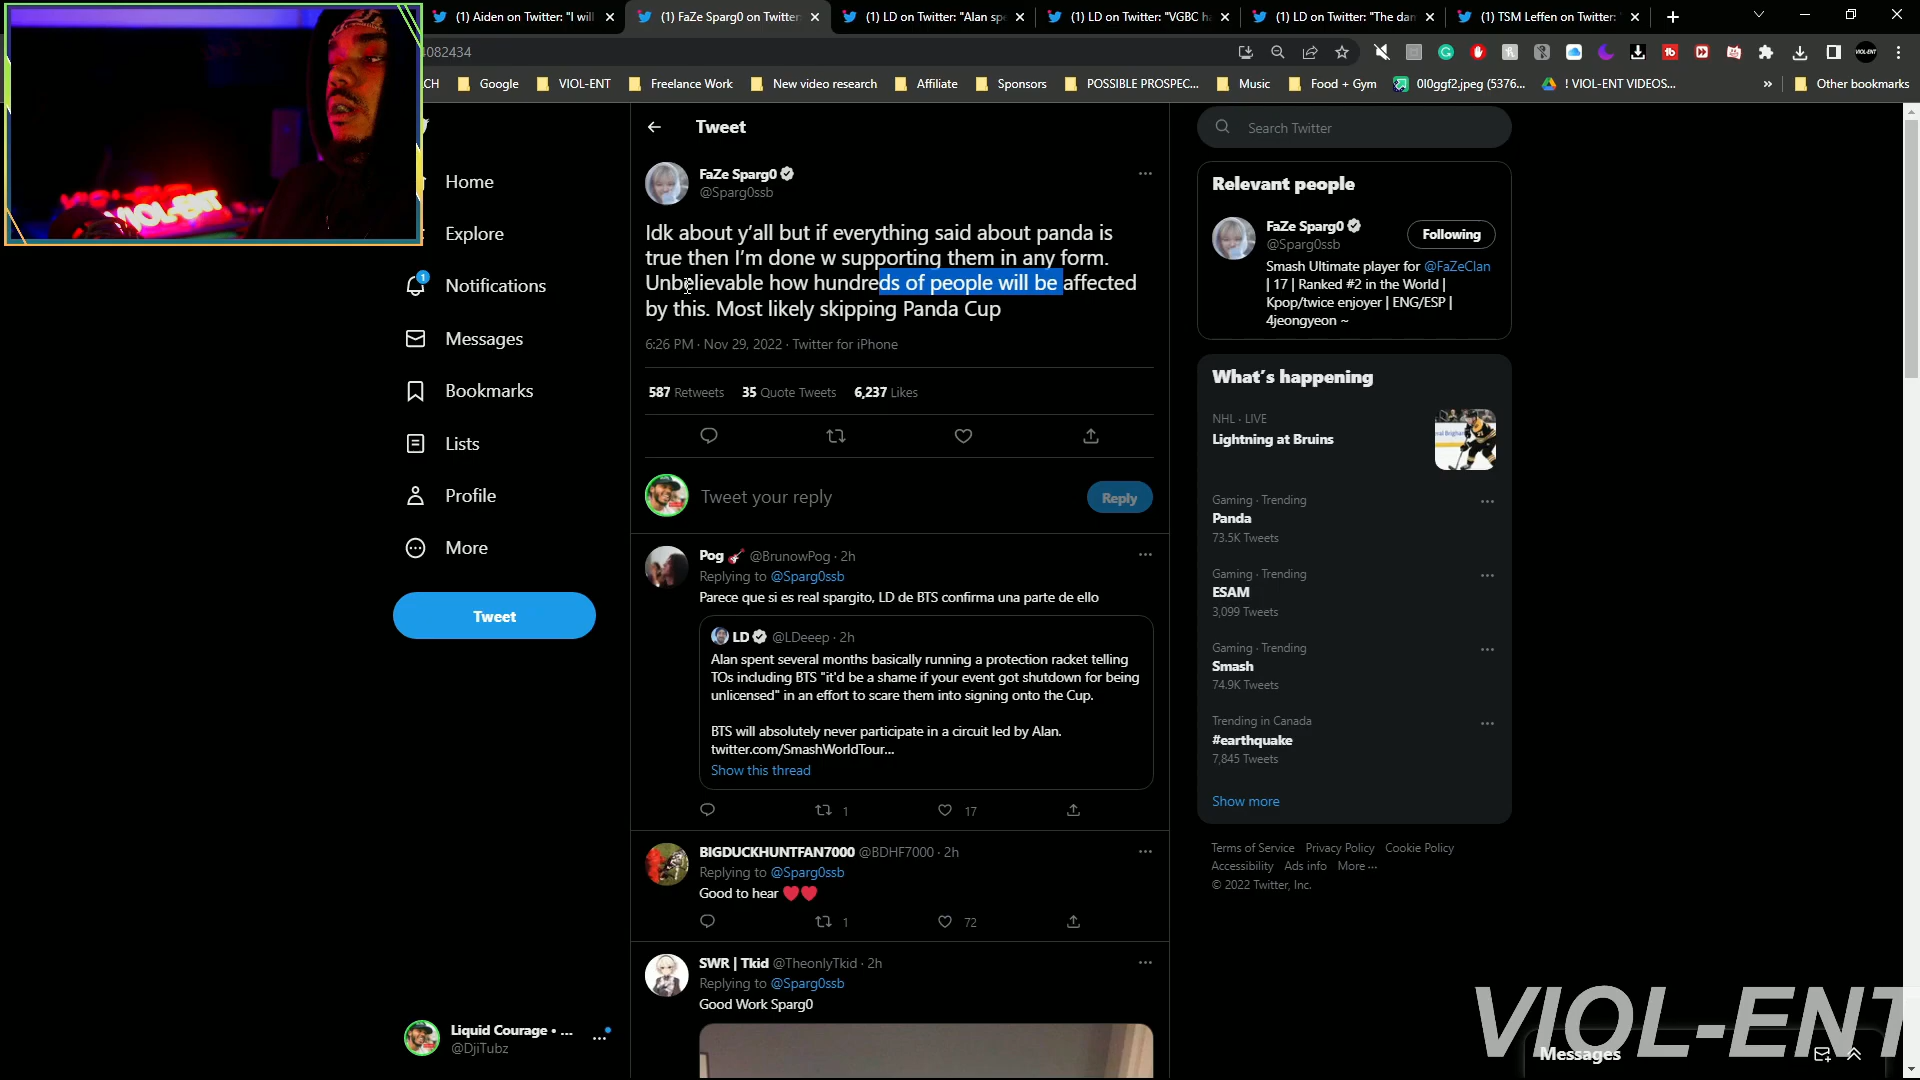 (1) Aiden on Twitter: "I will
(1) FaZe Sparg0 on Twitter
(1) LD on Twitter: "Alan sp
(1) LD on Twitter: "VGBC h
(1) LD on Twitter: "The dan
(1) TSM Leffen on Twitter:
4082434
Google
VIOL-ENT
Freelance Work
New video research
Affiliate
Sponsors
POSSIBLE PROSPEC...
Music
Food + Gym
0l0ggf2.jpeg (5376...
! VIOL-ENT VIDEOS...
»
Other bookmarks
VIOL-ENT
Home
Explore
1
Notifications
Messages
Bookmarks
Lists
Profile
More
Tweet
Liquid Courage • ...
@DjiTubz
Tweet
FaZe Sparg0
@Sparg0ssb
Idk about y'all but if everything said about panda is
true then I'm done w supporting them in any form.
Unbelievable how hundreds of people will be affected
by this. Most likely skipping Panda Cup
6:26 PM · Nov 29, 2022 · Twitter for iPhone
587 Retweets 35 Quote Tweets 6,237 Likes
Tweet your reply
Reply
Pog @BrunowPog · 2h
Replying to @Sparg0ssb
Parece que si es real spargito, LD de BTS confirma una parte de ello
LD @LDeeep · 2h
Alan spent several months basically running a protection racket telling
TOs including BTS "it'd be a shame if your event got shutdown for being
unlicensed" in an effort to scare them into signing onto the Cup.
BTS will absolutely never participate in a circuit led by Alan.
twitter.com/SmashWorldTour...
Show this thread
1
17
BIGDUCKHUNTFAN7000 @BDHF7000 · 2h
Replying to @Sparg0ssb
Good to hear ❤️❤️
1
72
SWR | Tkid @TheonlyTkid · 2h
Replying to @Sparg0ssb
Good Work Sparg0
Search Twitter
Relevant people
FaZe Sparg0
@Sparg0ssb
Following
Smash Ultimate player for @FaZeClan
| 17 | Ranked #2 in the World |
Kpop/twice enjoyer | ENG/ESP |
4jeongyeon ~
What's happening
NHL · LIVE
Lightning at Bruins
Gaming · Trending
Panda
73.5K Tweets
Gaming · Trending
ESAM
3,099 Tweets
Gaming · Trending
Smash
74.9K Tweets
Trending in Canada
#earthquake
7,845 Tweets
Show more
Terms of Service Privacy Policy Cookie Policy
Accessibility Ads info More ···
© 2022 Twitter, Inc.
VIOL-ENT
Messages